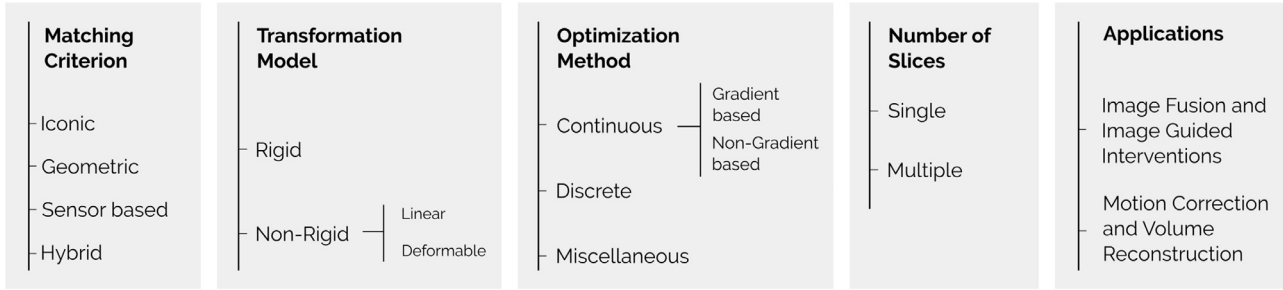 Matching
Criterion
Iconic
Geometric
Sensor based
Hybrid
Transformation
Model
Rigid
Non-Rigid
Linear
Deformable
Optimization
Method
Continuous
Gradient
based
Non-Gradient
based
Discrete
Miscellaneous
Number of
Slices
Single
Multiple
Applications
Image Fusion and
Image Guided
Interventions
Motion Correction
and Volume
Reconstruction